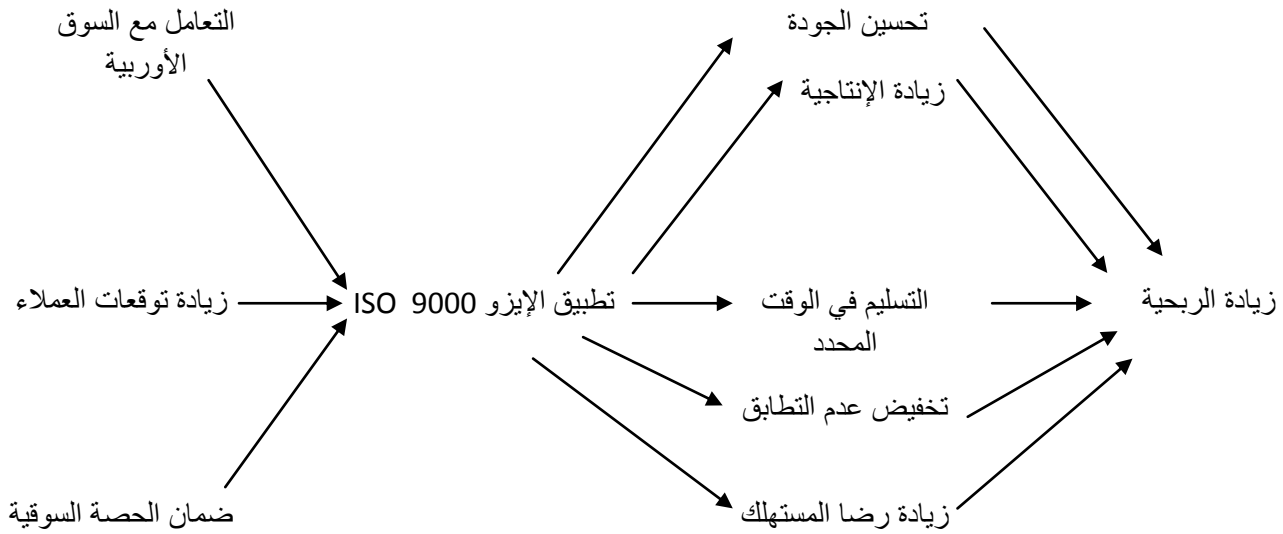 التعامل مع السوق
الأوربية
تحسين الجودة
زيادة الإنتاجية
زيادة توقعات العملاء
تطبيق الإيزو ISO 9000
التسليم في الوقت
المحدد
زيادة الربحية
تخفيض عدم التطابق
ضمان الحصة السوقية
زيادة رضا المستهلك